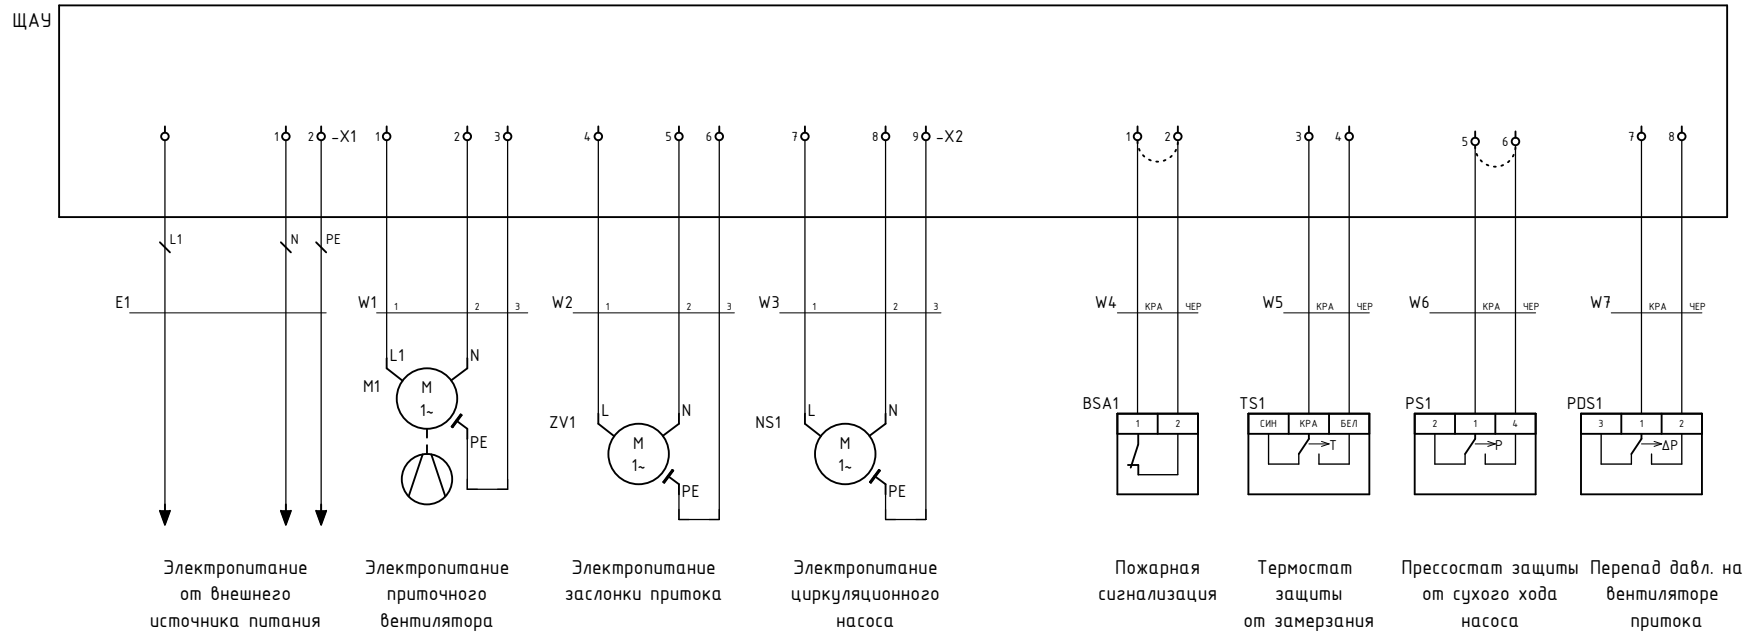 ЩАУ
1 2 -X1 1 2 3 4 5 6 7 8 9 -X2 1 2 3 4 5 6 7 8
L1 N PE
E1 W1 1 2 3 W2 1 2 3 W3 1 2 3 W4 КРА ЧЕР W5 КРА ЧЕР W6 КРА ЧЕР W7 КРА ЧЕР
L1 N
M1 M
1~
PE
ZV1 L N
M
1~
PE
NS1 L N
M
1~
PE
BSA1
1 2
TS1
СИН КРА БЕЛ
T
PS1
2 1 4
P
PDS1
3 1 2
ΔP
Электропитание
от внешнего
источника питания
Электропитание
приточного
вентилятора
Электропитание
заслонки притока
Электропитание
циркуляционного
насоса
Пожарная
сигнализация
Термостат
защиты
от замерзания
Прессостат защиты
от сухого хода
насоса
Перепад давл. на
вентиляторе
притока